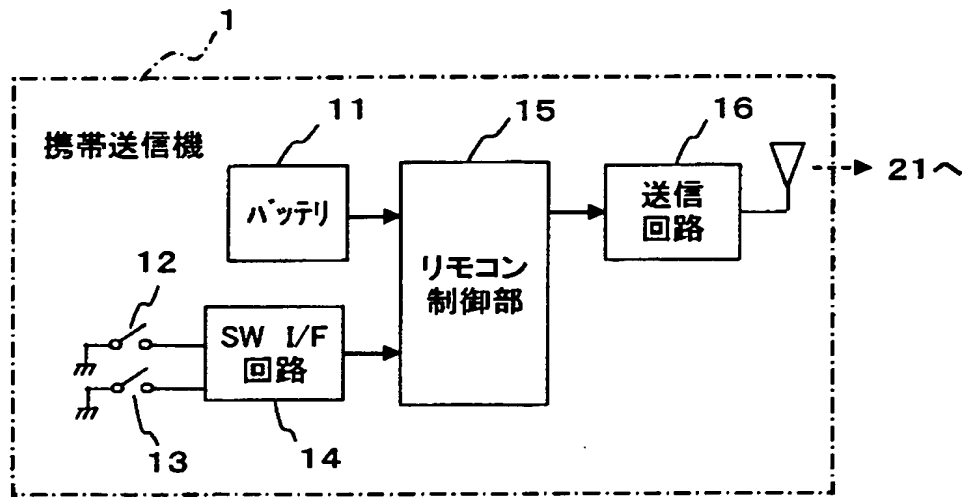 1
携帯送信機
11
15
16
バッテリ
リモコン
制御部
送信
回路
21へ
12
SW I/F
回路
13
14